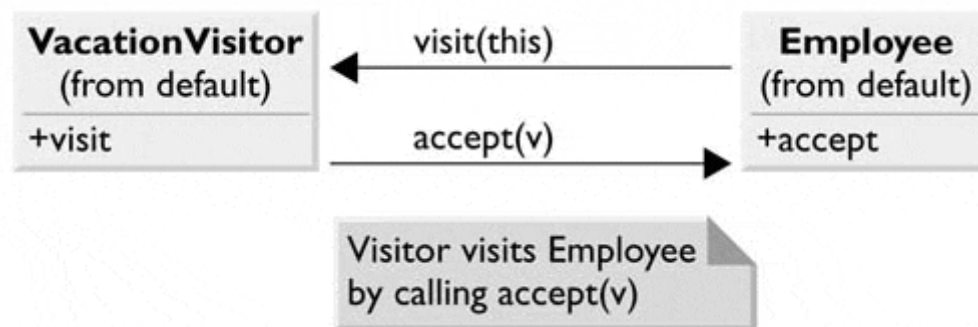 VacationVisitor
(from default)
+visit
visit(this)
accept(v)
Employee
(from default)
+accept
Visitor visits Employee
by calling accept(v)